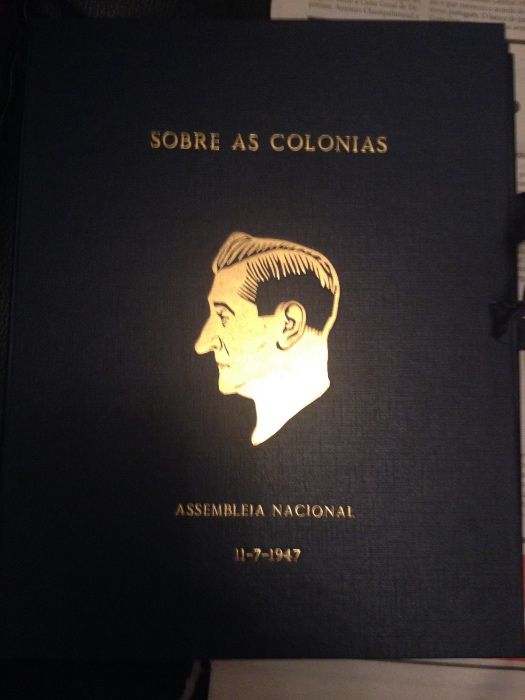 SOBRE AS COLONIAS
ASSEMBLEIA NACIONAL
11-7-1947